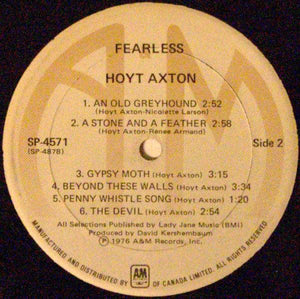 FEARLESS
HOYT AXTON
1. AN OLD GREYHOUND 2:52
(Hoyt Axton-Nicolette Larson)
2. A STONE AND A FEATHER 2:58
(Hoyt Axton-Renee Armand)
SP-4571
(SP-4878)
Side 2
3. GYPSY MOTH (Hoyt Axton) 3:15
4. BEYOND THESE WALLS (Hoyt Axton) 3:34
5. PENNY WHISTLE SONG (Hoyt Axton) 1:20
6. THE DEVIL (Hoyt Axton) 2:54
All Selections Published by Lady Jane Music (BMI)
Produced by David Kershenbaum
℗ 1976 A&M Records, Inc.
MANUFACTURED AND DISTRIBUTED BY A&M RECORDS OF CANADA LIMITED. ALL RIGHTS RESERVED.